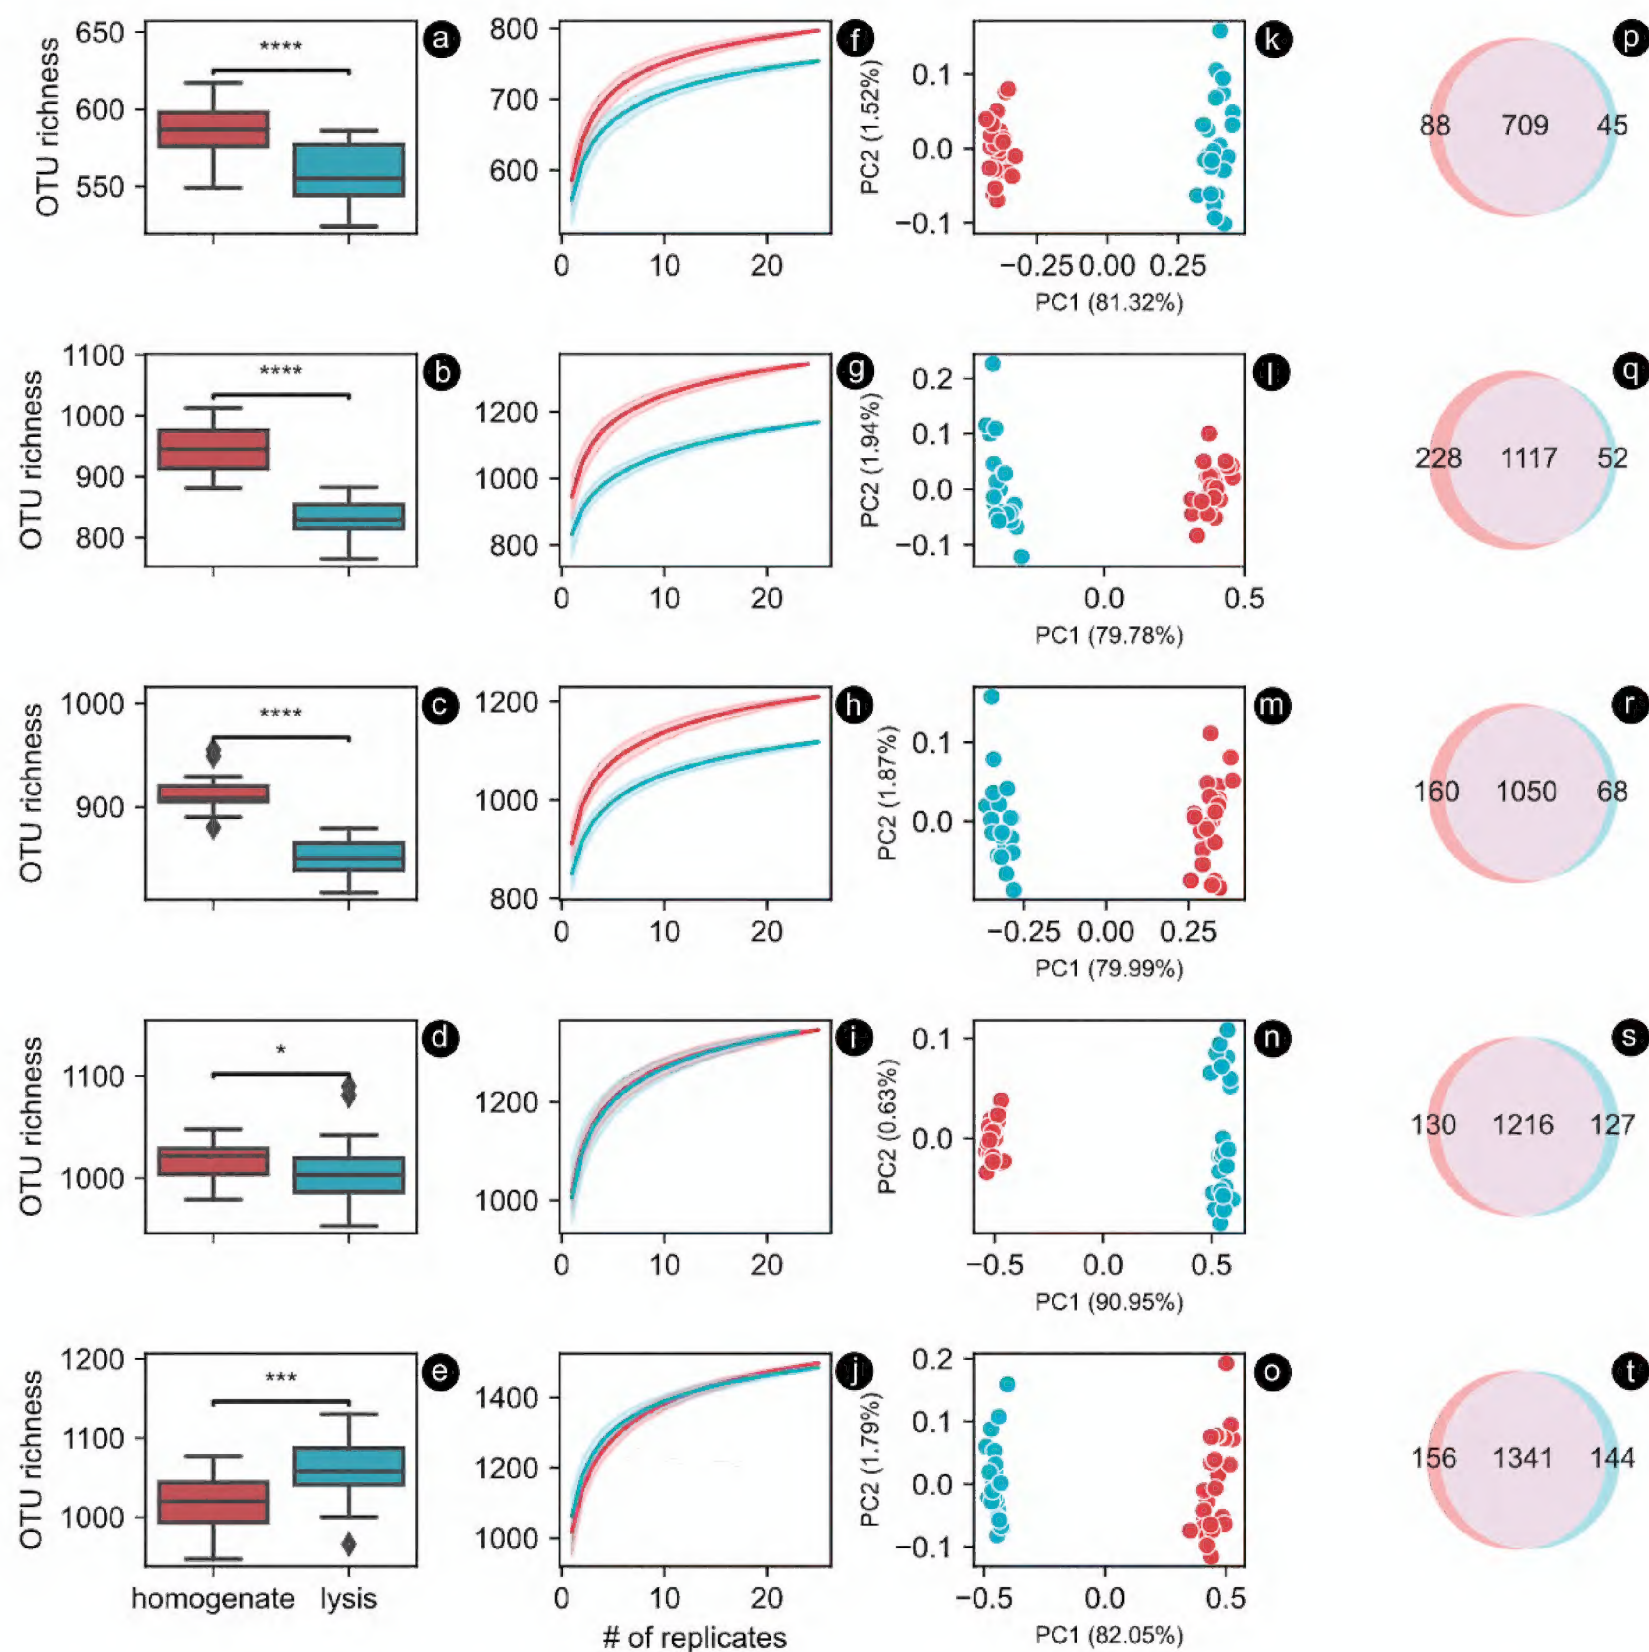 650
600
550
OTU richness
****
a
800
700
600
0 10 20
f
0.1
0.0
−0.1
PC2 (1.52%)
−0.25 0.00 0.25
PC1 (81.32%)
k
88 709 45
p
1100
1000
900
800
OTU richness
****
b
1200
1000
800
0 10 20
g
0.2
0.1
0.0
−0.1
PC2 (1.94%)
0.0 0.5
PC1 (79.78%)
l
228 1117 52
q
1000
900
OTU richness
****
c
1200
1000
800
0 10 20
h
0.1
0.0
PC2 (1.87%)
−0.25 0.00 0.25
PC1 (79.99%)
m
160 1050 68
r
1100
1000
OTU richness
*
d
1200
1000
0 10 20
i
0.1
0.0
PC2 (0.63%)
−0.5 0.0 0.5
PC1 (90.95%)
n
130 1216 127
s
1200
1100
1000
OTU richness
***
homogenate lysis
e
1400
1200
1000
0 10 20
# of replicates
j
0.2
0.1
0.0
−0.1
PC2 (1.79%)
−0.5 0.0 0.5
PC1 (82.05%)
o
156 1341 144
t